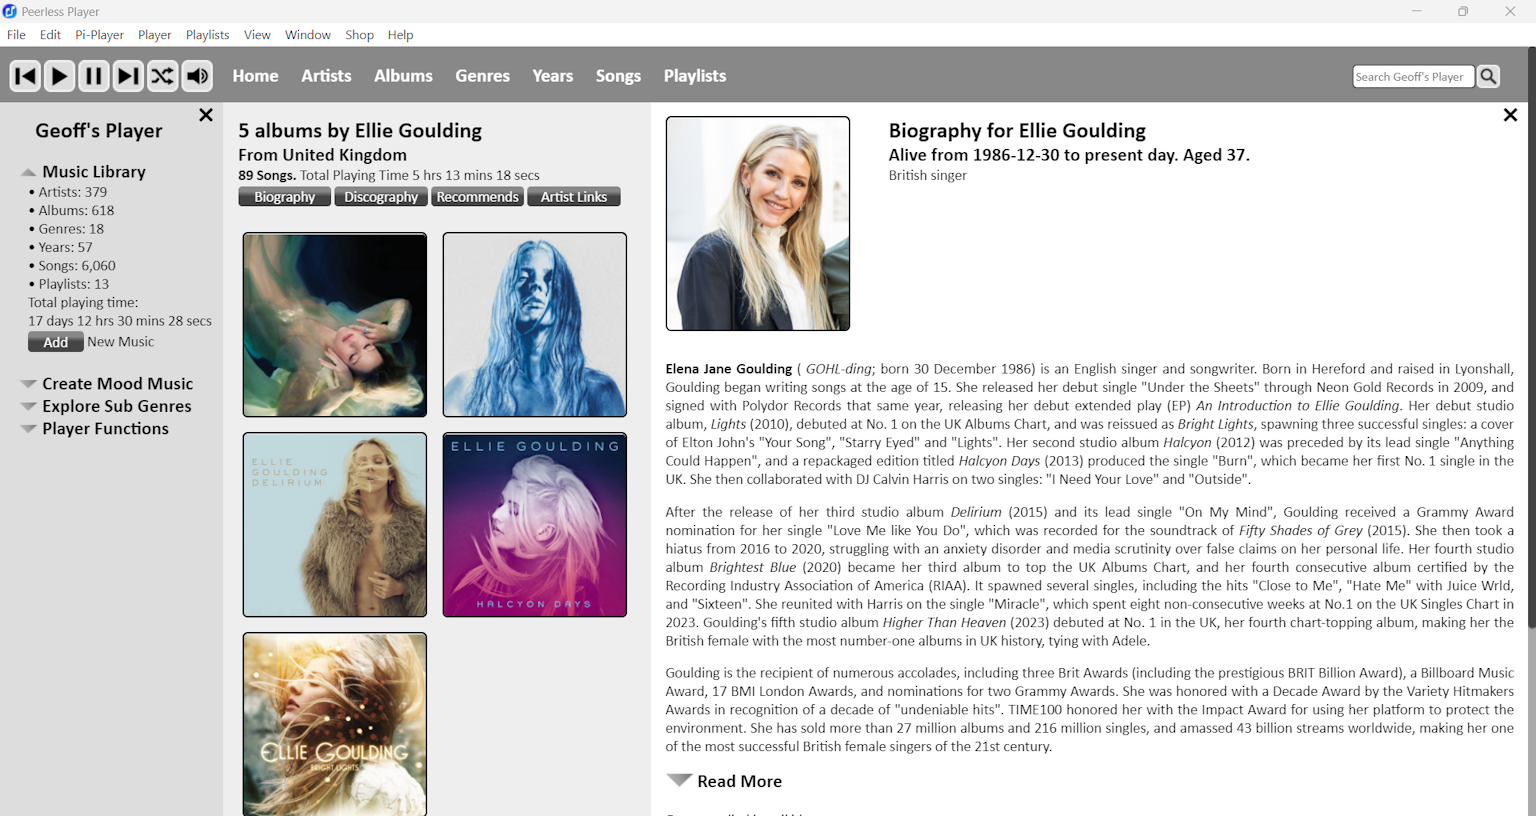 Peerless Player
File Edit Pi-Player Player Playlists View Window Shop Help
Home Artists Albums Genres Years Songs Playlists
Search Geoff's Player
Geoff's Player
Music Library
• Artists: 379
• Albums: 618
• Genres: 18
• Years: 57
• Songs: 6,060
• Playlists: 13
Total playing time:
17 days 12 hrs 30 mins 28 secs
Add New Music
Create Mood Music
Explore Sub Genres
Player Functions
5 albums by Ellie Goulding
From United Kingdom
89 Songs. Total Playing Time 5 hrs 13 mins 18 secs
Biography Discography Recommends Artist Links
ELLIE
GOULDING
DELIRIUM
ELLIE GOULDING
HALCYON DAYS
ELLIE GOULDING
BRIGHT LIGHTS
Biography for Ellie Goulding
Alive from 1986-12-30 to present day. Aged 37.
British singer
Elena Jane Goulding ( GOHL-ding; born 30 December 1986) is an English singer and songwriter. Born in Hereford and raised in Lyonshall,
Goulding began writing songs at the age of 15. She released her debut single "Under the Sheets" through Neon Gold Records in 2009, and
signed with Polydor Records that same year, releasing her debut extended play (EP) An Introduction to Ellie Goulding. Her debut studio
album, Lights (2010), debuted at No. 1 on the UK Albums Chart, and was reissued as Bright Lights, spawning three successful singles: a cover
of Elton John's "Your Song", "Starry Eyed" and "Lights". Her second studio album Halcyon (2012) was preceded by its lead single "Anything
Could Happen", and a repackaged edition titled Halcyon Days (2013) produced the single "Burn", which became her first No. 1 single in the
UK. She then collaborated with DJ Calvin Harris on two singles: "I Need Your Love" and "Outside".
After the release of her third studio album Delirium (2015) and its lead single "On My Mind", Goulding received a Grammy Award
nomination for her single "Love Me like You Do", which was recorded for the soundtrack of Fifty Shades of Grey (2015). She then took a
hiatus from 2016 to 2020, struggling with an anxiety disorder and media scrutinity over false claims on her personal life. Her fourth studio
album Brightest Blue (2020) became her third album to top the UK Albums Chart, and her fourth consecutive album certified by the
Recording Industry Association of America (RIAA). It spawned several singles, including the hits "Close to Me", "Hate Me" with Juice Wrld,
and "Sixteen". She reunited with Harris on the single "Miracle", which spent eight non-consecutive weeks at No.1 on the UK Singles Chart in
2023. Goulding's fifth studio album Higher Than Heaven (2023) debuted at No. 1 in the UK, her fourth chart-topping album, making her the
British female with the most number-one albums in UK history, tying with Adele.
Goulding is the recipient of numerous accolades, including three Brit Awards (including the prestigious BRIT Billion Award), a Billboard Music
Award, 17 BMI London Awards, and nominations for two Grammy Awards. She was honored with a Decade Award by the Variety Hitmakers
Awards in recognition of a decade of "undeniable hits". TIME100 honored her with the Impact Award for using her platform to protect the
environment. She has sold more than 27 million albums and 216 million singles, and amassed 43 billion streams worldwide, making her one
of the most successful British female singers of the 21st century.
Read More